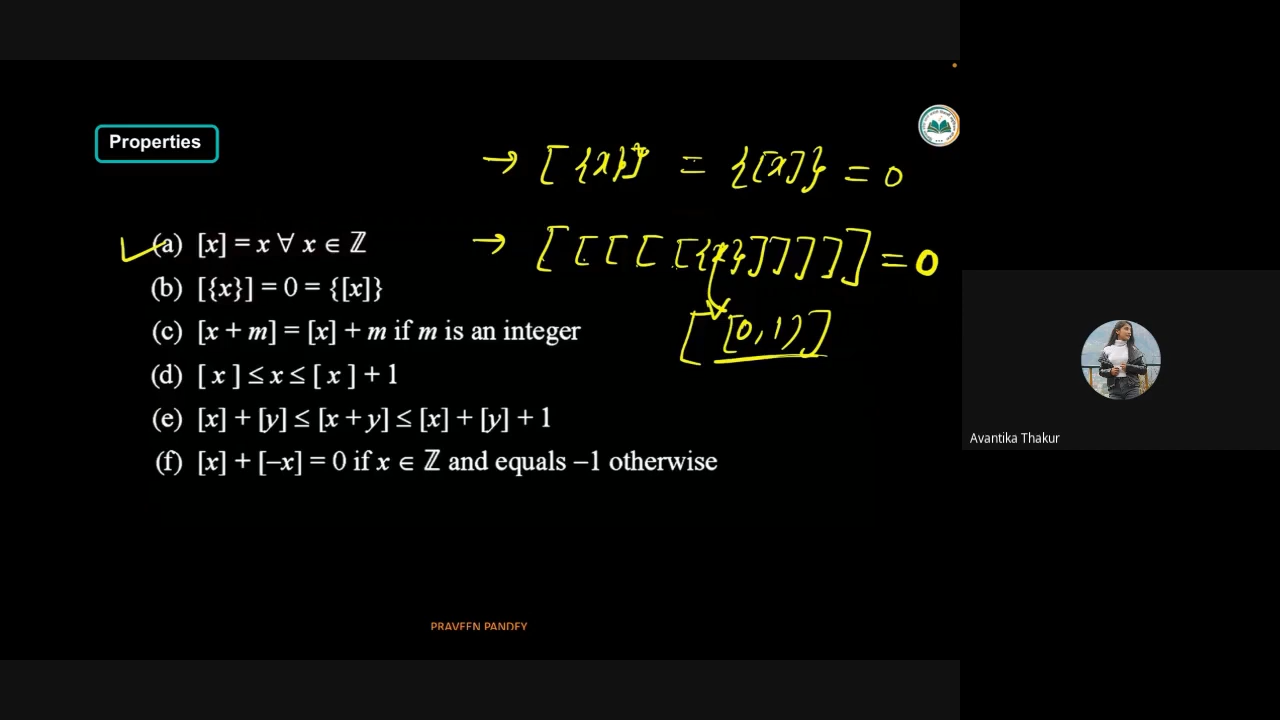 Properties
→ [{x}] = {[x]} = 0
(a) [x] = x ∀ x ∈ ℤ
→ [[[[[{x}]]]]] = 0
(b) [{x}] = 0 = {[x]}
[[0,1)]
(c) [x + m] = [x] + m if m is an integer
(d) [ x ] ≤ x ≤ [ x ] + 1
(e) [x] + [y] ≤ [x + y] ≤ [x] + [y] + 1
(f) [x] + [–x] = 0 if x ∈ ℤ and equals –1 otherwise
Avantika Thakur
PRAVEEN PANDEY